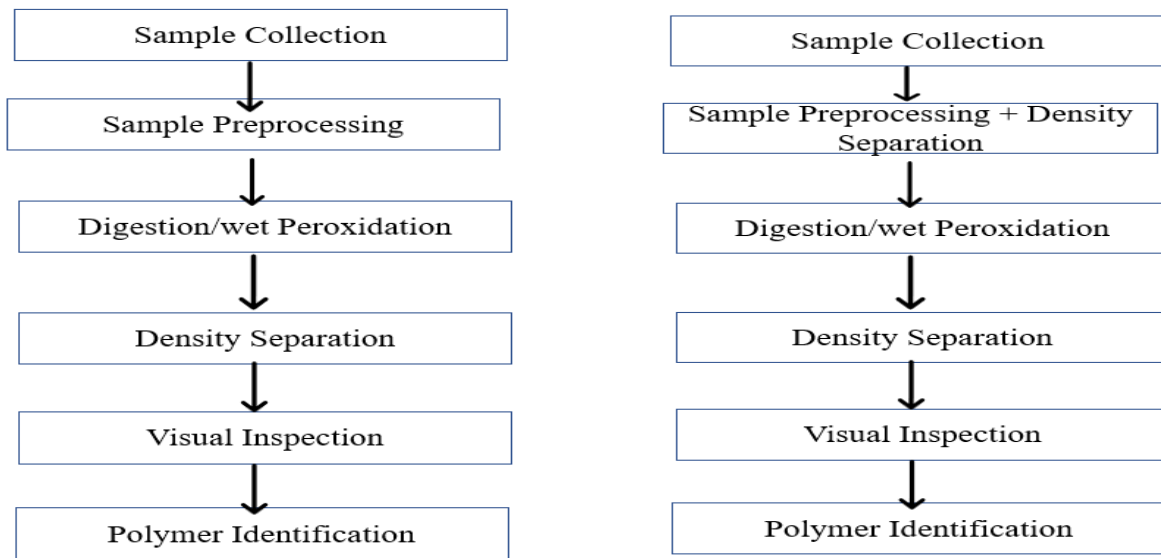 Sample Collection
Sample Preprocessing
Digestion/wet Peroxidation
Density Separation
Visual Inspection
Polymer Identification
Sample Collection
Sample Preprocessing + Density
Separation
Digestion/wet Peroxidation
Density Separation
Visual Inspection
Polymer Identification